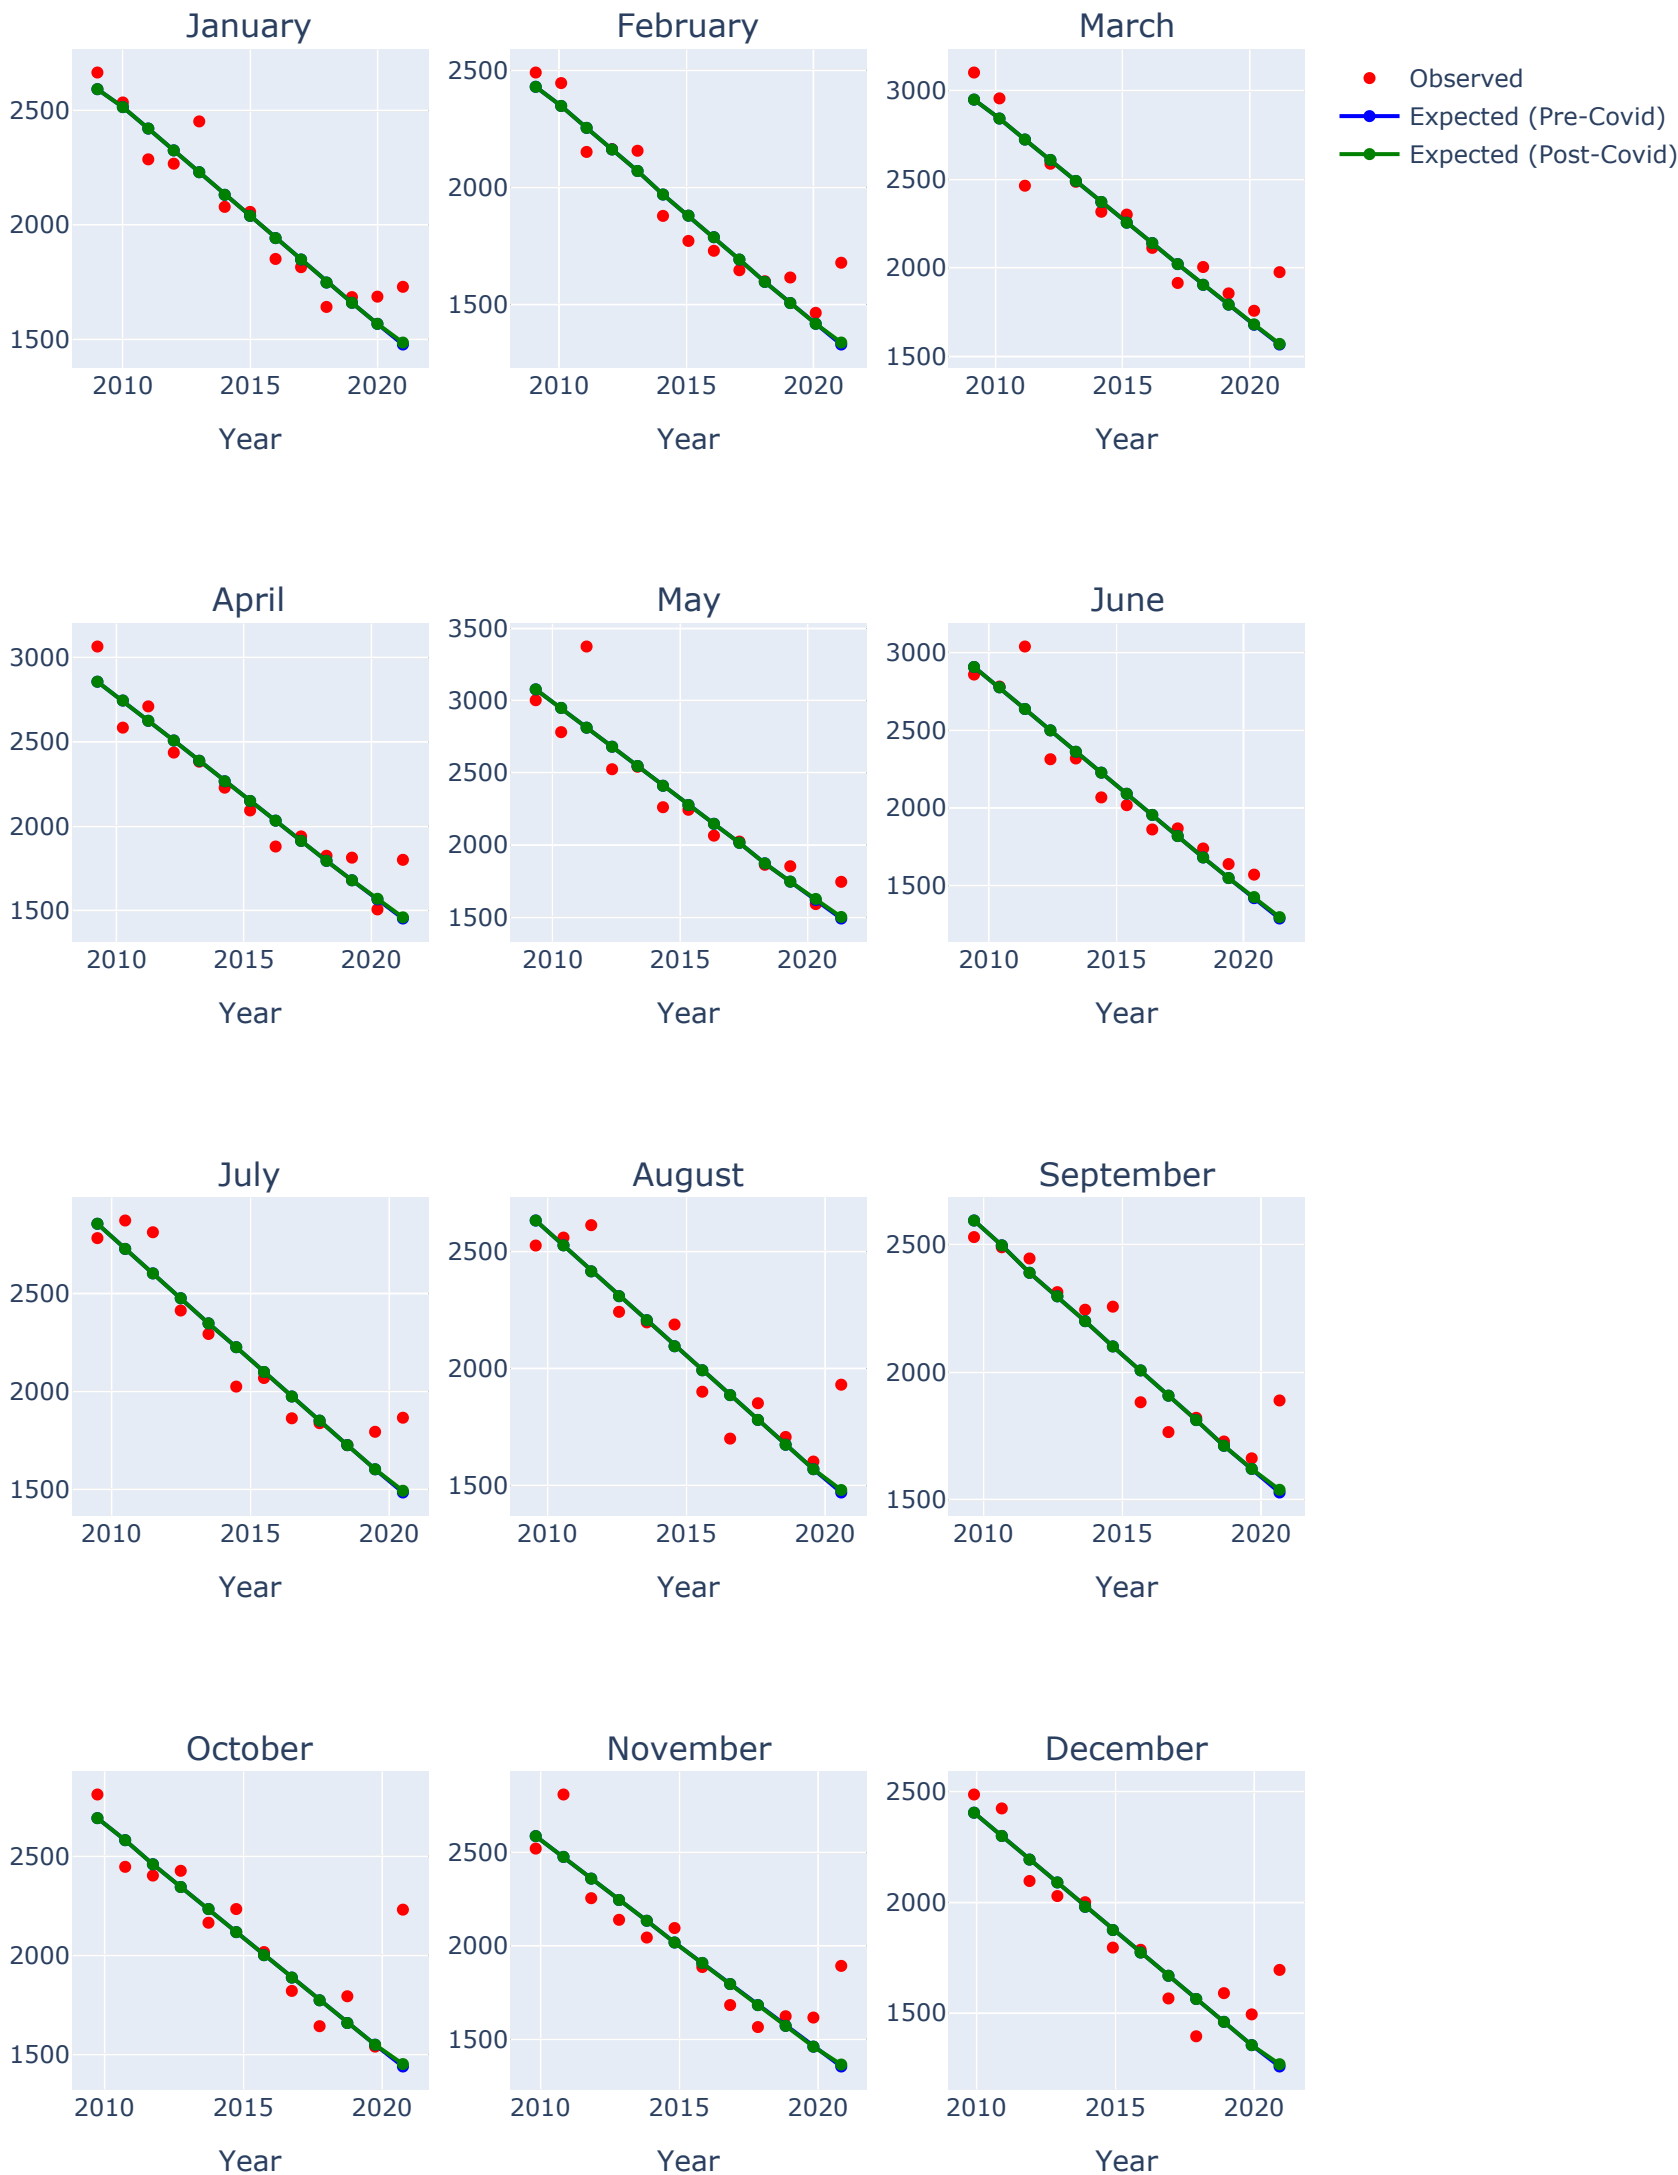 January
February
March
Observed
Expected (Pre-Covid)
Expected (Post-Covid)
2500
2000
1500
2010
2015
2020
Year
2500
2000
1500
2010
2015
2020
Year
3000
2500
2000
1500
2010
2015
2020
Year
April
May
June
3000
2500
2000
1500
2010
2015
2020
Year
3500
3000
2500
2000
1500
2010
2015
2020
Year
3000
2500
2000
1500
2010
2015
2020
Year
July
August
September
2500
2000
1500
2010
2015
2020
Year
2500
2000
1500
2010
2015
2020
Year
2500
2000
1500
2010
2015
2020
Year
October
November
December
2500
2000
1500
2010
2015
2020
Year
2500
2000
1500
2010
2015
2020
Year
2500
2000
1500
2010
2015
2020
Year